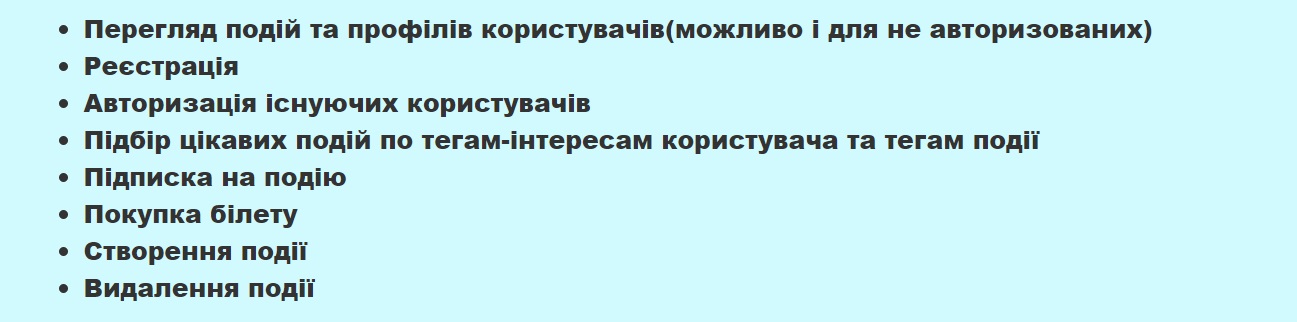 • Перегляд подій та профілів користувачів(можливо і для не авторизованих)
• Реєстрація
• Авторизація існуючих користувачів
• Підбір цікавих подій по тегам-інтересам користувача та тегам події
• Підписка на подію
• Покупка білету
• Створення події
• Видалення події